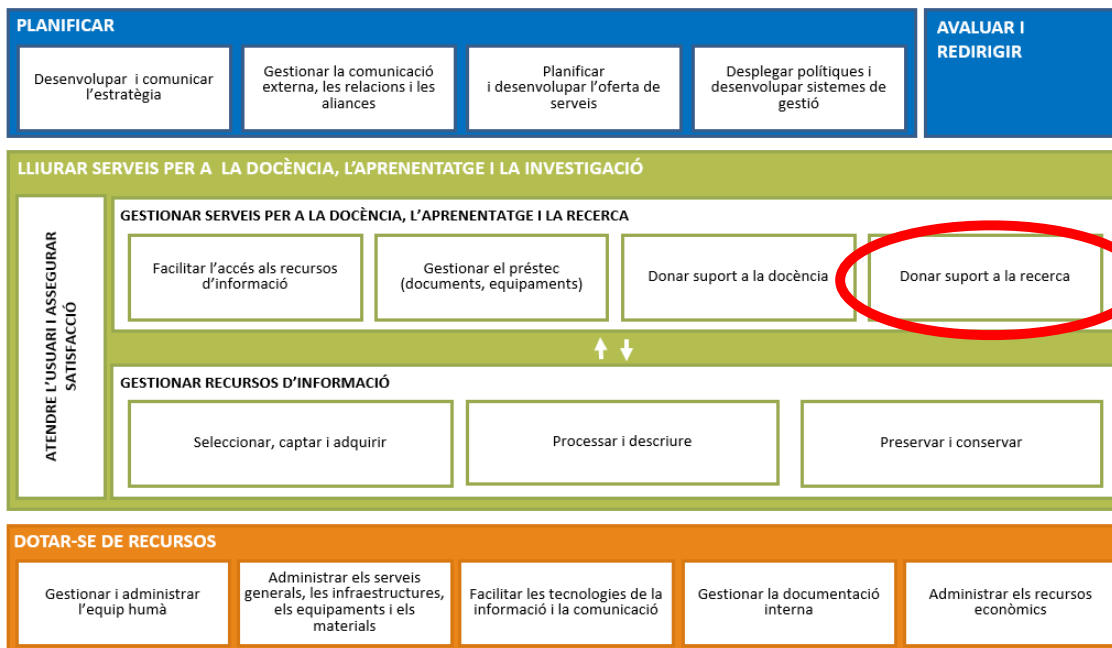 PLANIFICAR
Desenvolupar i comunicar
l'estratègia
Gestionar la comunicació
externa, les relacions i les
aliances
Planificar
i desenvolupar l'oferta de
serveis
Desplegar polítiques i
desenvolupar sistemes de
gestió
AVALUAR I
REDIRIGIR
LLIURAR SERVEIS PER A LA DOCÈNCIA, L'APRENENTATGE I LA INVESTIGACIÓ
ATENDRE L'USUARI I ASSEGURAR
SATISFACCIÓ
GESTIONAR SERVEIS PER A LA DOCÈNCIA, L'APRENENTATGE I LA RECERCA
Facilitar l'accés als recursos
d'informació
Gestionar el préstec
(documents, equipaments)
Donar suport a la docència
Donar suport a la recerca
GESTIONAR RECURSOS D'INFORMACIÓ
Seleccionar, captar i adquirir
Processar i descriure
Preservar i conservar
DOTAR-SE DE RECURSOS
Gestionar i administrar
l'equip humà
Administrar els serveis
generals, les infraestructures,
els equipaments i els
materials
Facilitar les tecnologies de la
informació i la comunicació
Gestionar la documentació
interna
Administrar els recursos
econòmics